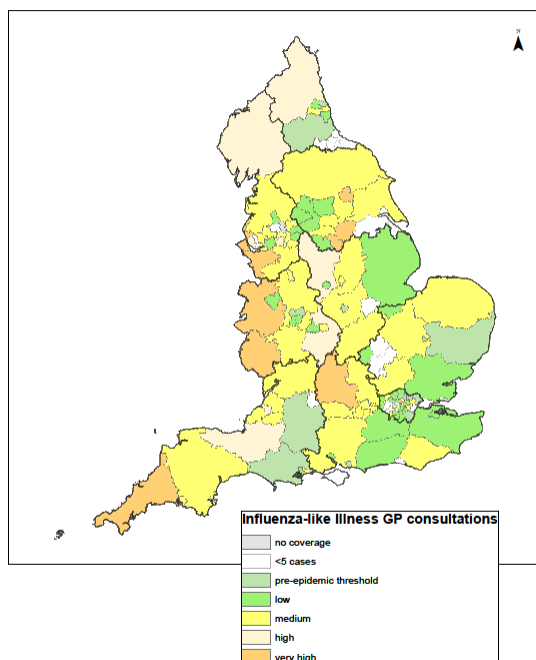 N
Influenza-like Illness GP consultations
no coverage
<5 cases
pre-epidemic threshold
low
medium
high
very high